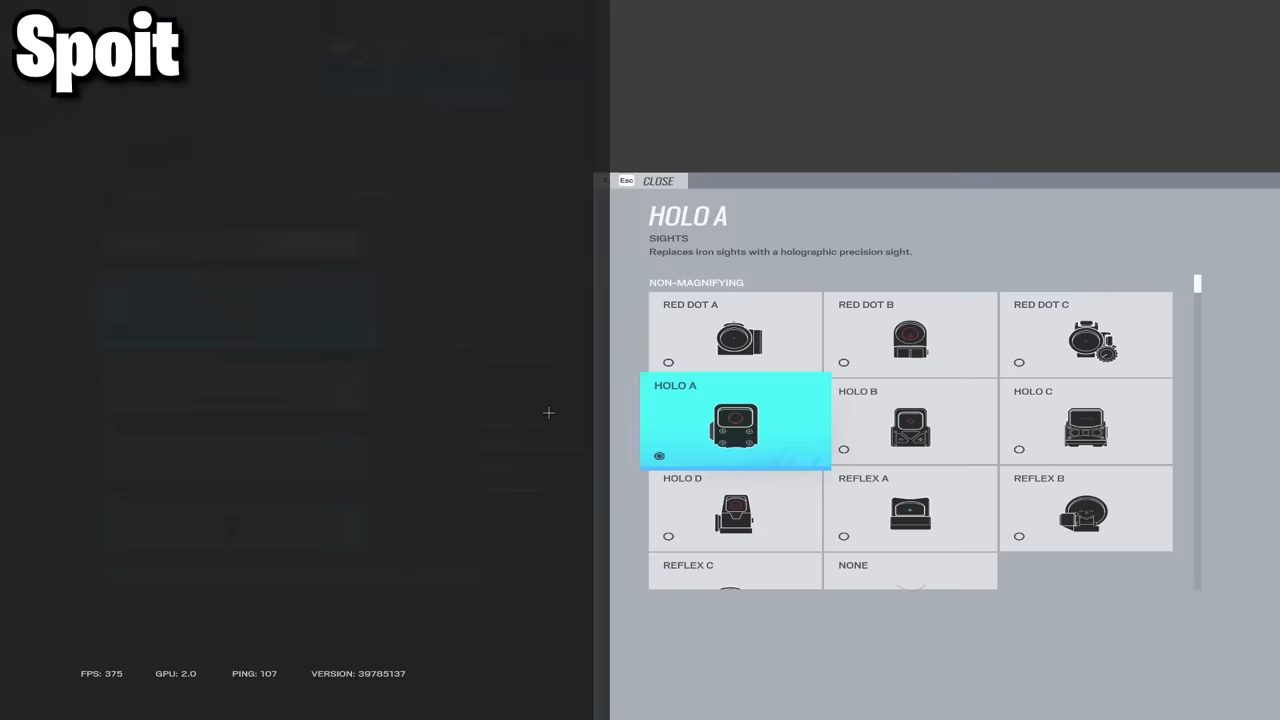 Spoit
Esc CLOSE
HOLO A
SIGHTS
Replaces iron sights with a holographic precision sight.
NON-MAGNIFYING
RED DOT A
RED DOT B
RED DOT C
HOLO A
HOLO B
HOLO C
HOLO D
REFLEX A
REFLEX B
REFLEX C
NONE
FPS: 375 GPU: 2.0 PING: 107 VERSION: 39785137